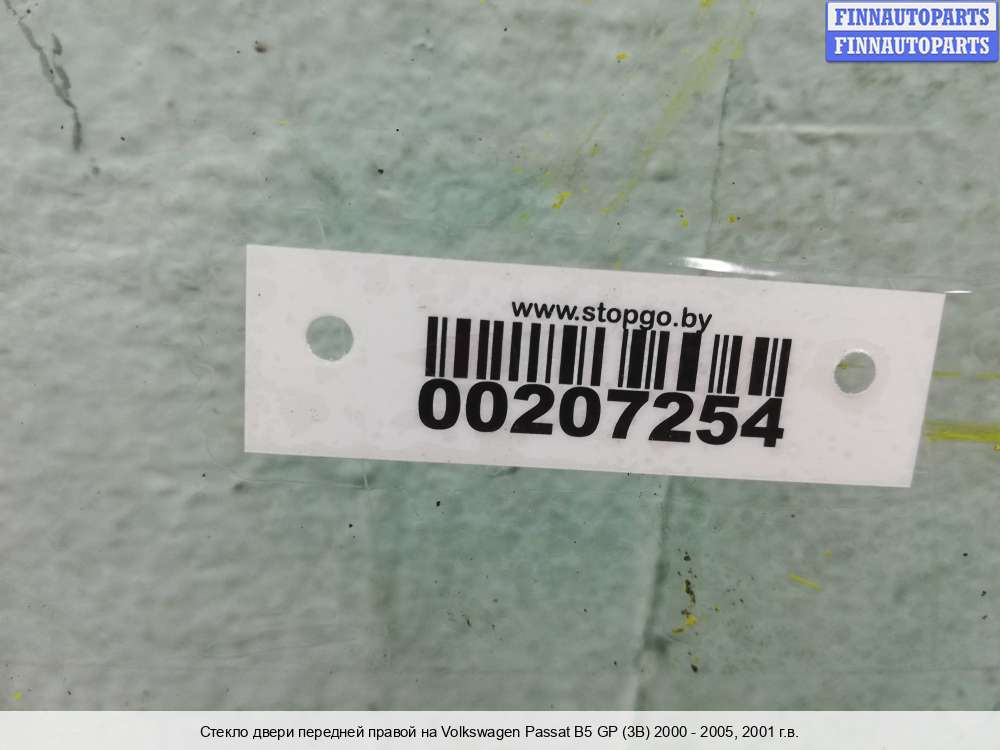 FINNAUTOPARTS
FINNAUTOPARTS
www.stopgo.by
00207254
Стекло двери передней правой на Volkswagen Passat B5 GP (3B) 2000 - 2005, 2001 г.в.